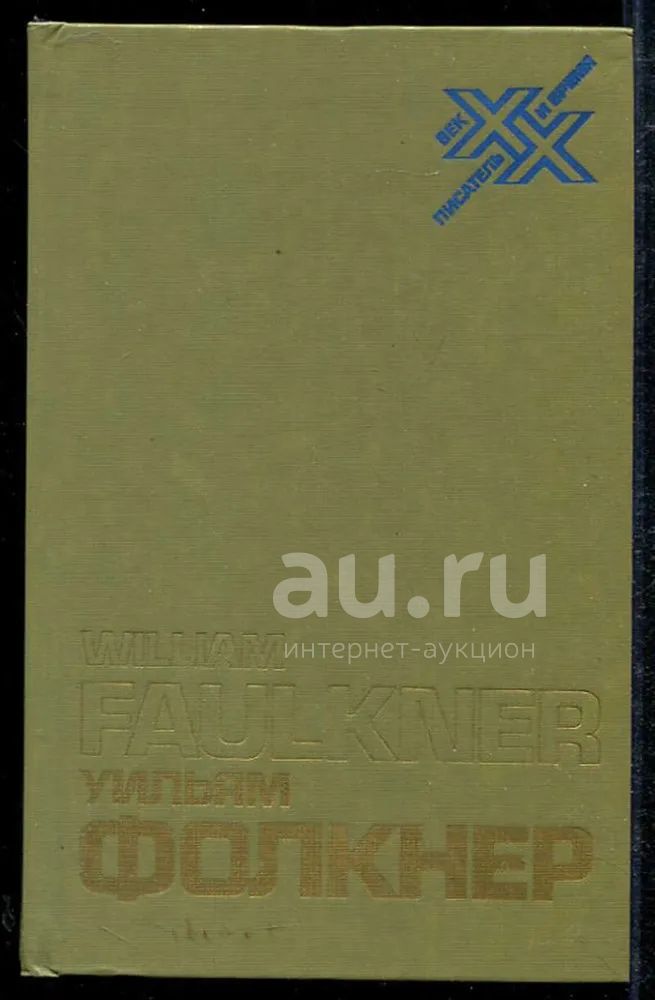 XX ВЕК
ПИСАТЕЛЬ И ВРЕМЯ
au.ru
интернет-аукцион
WILLIAM
FAULKNER
УИЛЬЯМ
ФОЛКНЕР